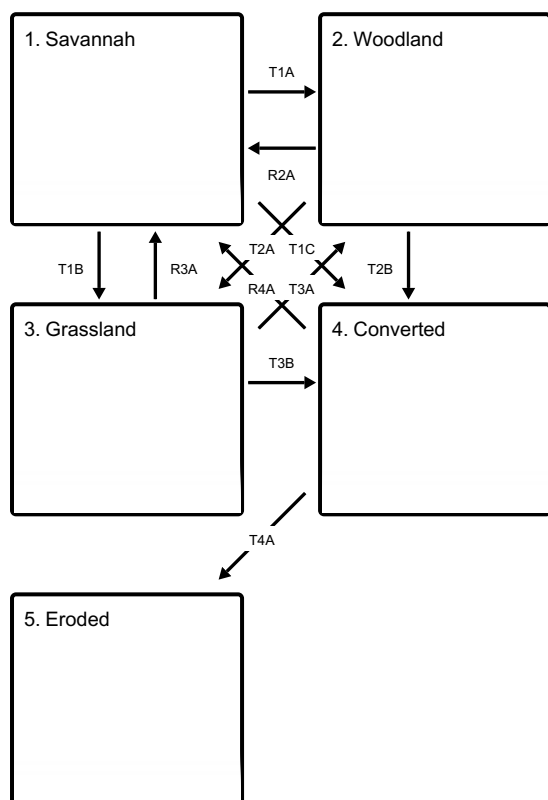 1. Savannah
2. Woodland
T1A
R2A
T1B
R3A
T2A
T1C
T2B
R4A
T3A
3. Grassland
4. Converted
T3B
T4A
5. Eroded